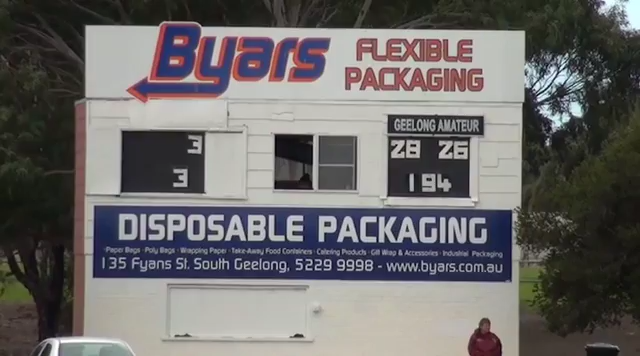 Byars
FLEXIBLE
PACKAGING
GEELONG AMATEUR
3
28 26
3
194
DISPOSABLE PACKAGING
·Paper Bags ·Poly Bags ·Wrapping Paper ·Take-Away Food Containers ·Catering Products ·Gift Wrap & Accessories ·Industrial Packaging
135 Fyans St. South Geelong, 5229 9998 - www.byars.com.au